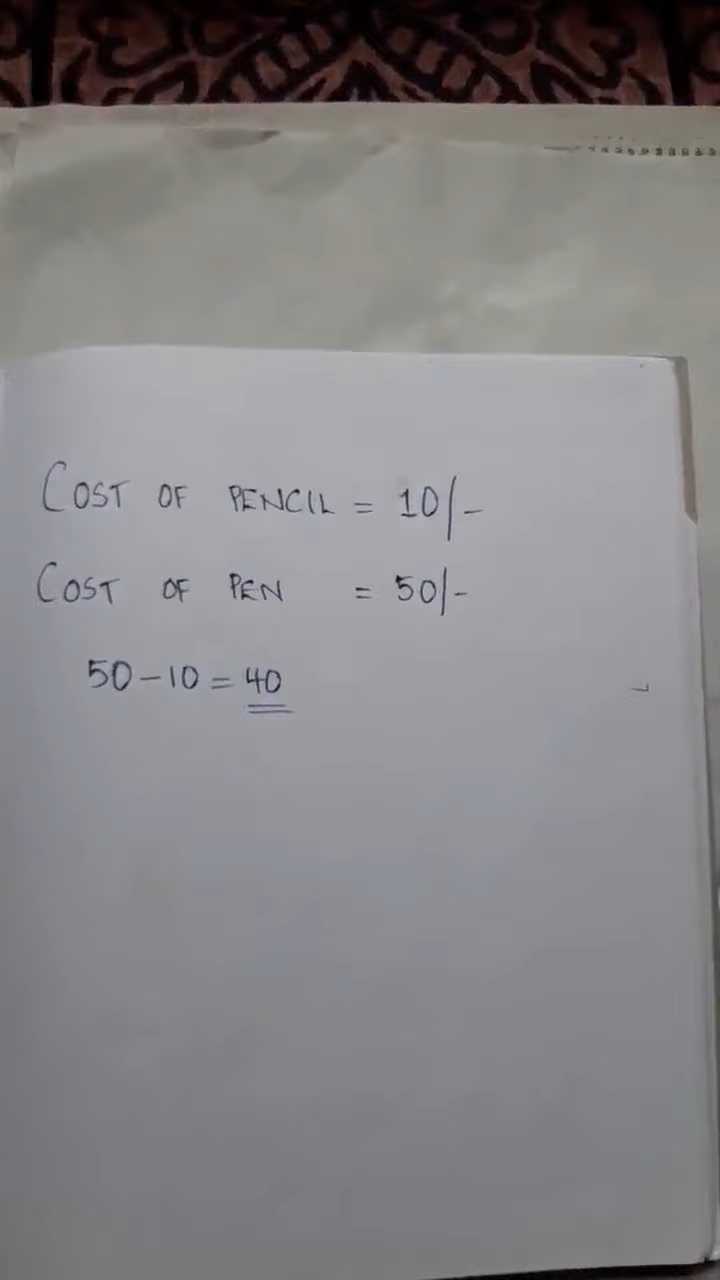 COST OF PENCIL = 10/-
COST OF PEN = 50/-
50-10 = 40